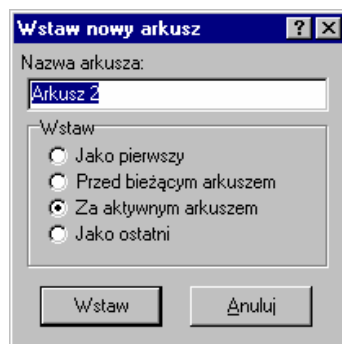 Wstaw nowy arkusz
Nazwa arkusza:
Arkusz 2
Wstaw
Jako pierwszy
Przed bieżącym arkuszem
Za aktywnym arkuszem
Jako ostatni
Wstaw Anuluj